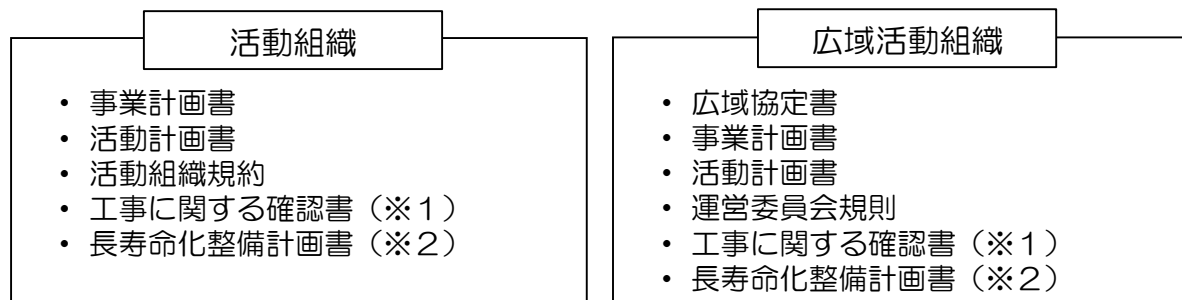 活動組織
• 事業計画書
• 活動計画書
• 活動組織規約
• 工事に関する確認書（※１）
• 長寿命化整備計画書（※２）
広域活動組織
• 広域協定書
• 事業計画書
• 活動計画書
• 運営委員会規則
• 工事に関する確認書（※１）
• 長寿命化整備計画書（※２）